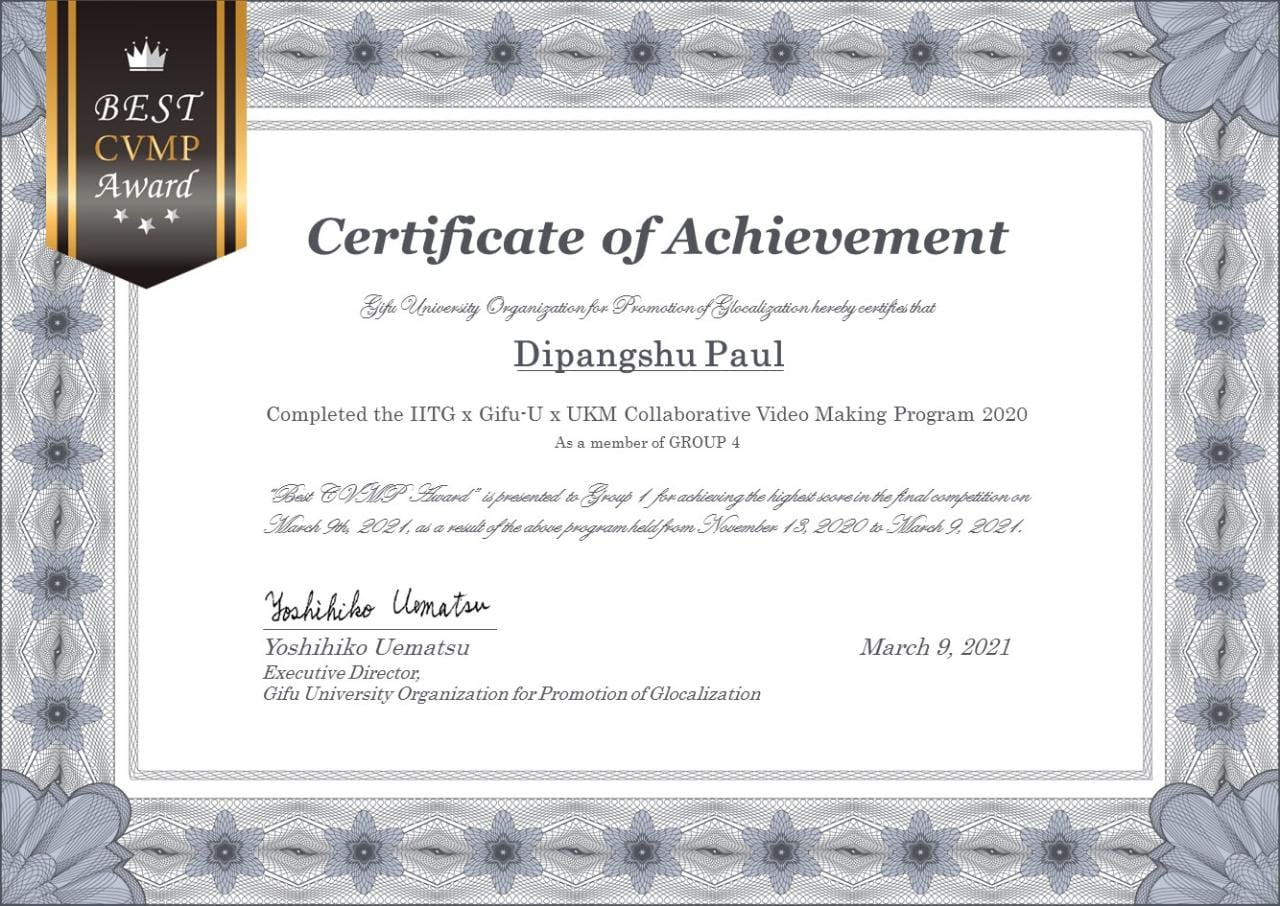 BEST
CVMP
Award
Certificate of Achievement
Gifu University Organization for Promotion of Glocalization hereby certifies that
Dipangshu Paul
Completed the IITG x Gifu-U x UKM Collaborative Video Making Program 2020
As a member of GROUP 4
"Best CVMP Award" is presented to Group 1 for achieving the highest score in the final competition on
March 9th, 2021, as a result of the above program held from November 13, 2020 to March 9, 2021.
Yoshihiko Uematsu
Yoshihiko Uematsu
March 9, 2021
Executive Director,
Gifu University Organization for Promotion of Glocalization